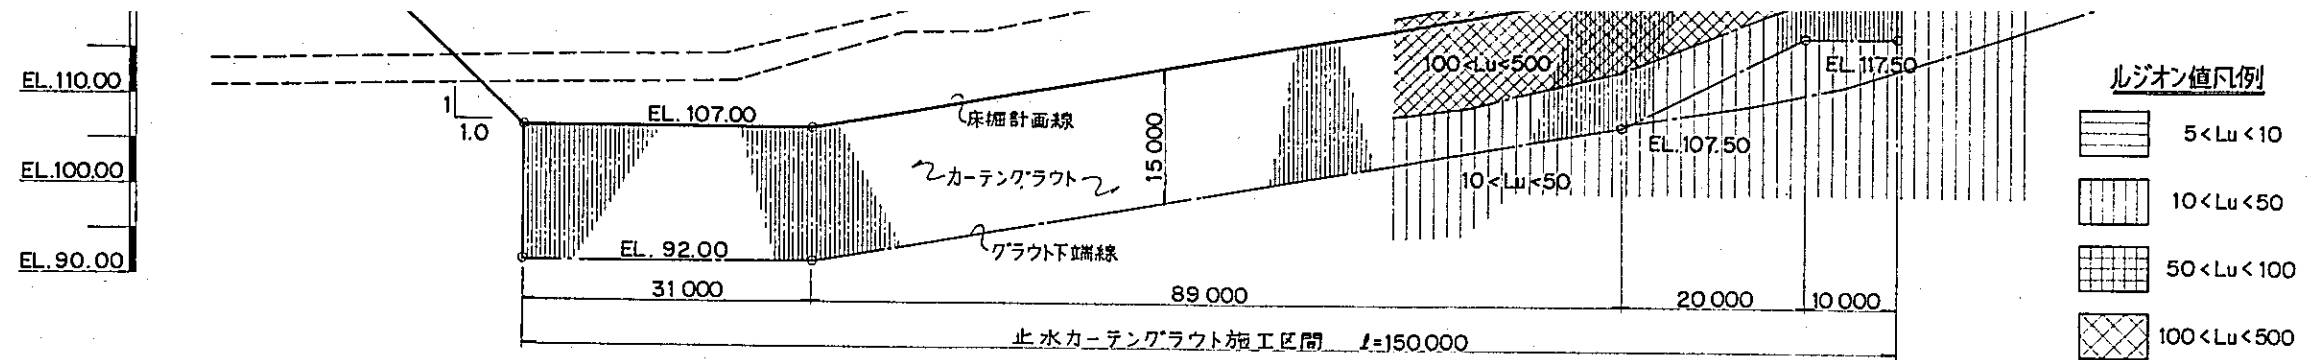 EL.110.00
EL.100.00
EL.90.00
1
1.0
EL.107.00
EL. 92.00
床掘計画線
カーテングラウト
グラウト下端線
15 000
100<Lu<500
10<Lu<50
EL.107.50
EL.117.50
31 000
89 000
20 000
10 000
止水カーテングラウト施工区間 ℓ=150.000
ルジオン値凡例
5<Lu<10
10<Lu<50
50<Lu<100
100<Lu<500